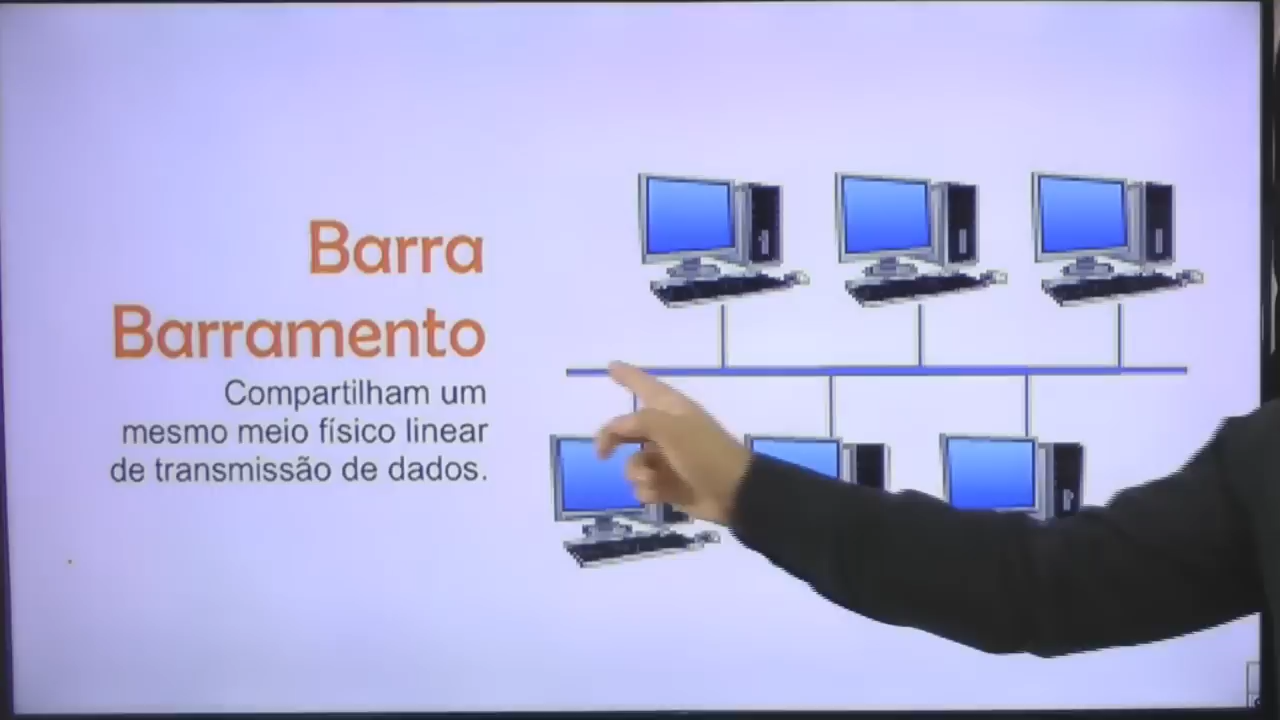 Barra
Barramento
Compartilham um
mesmo meio físico linear
de transmissão de dados.